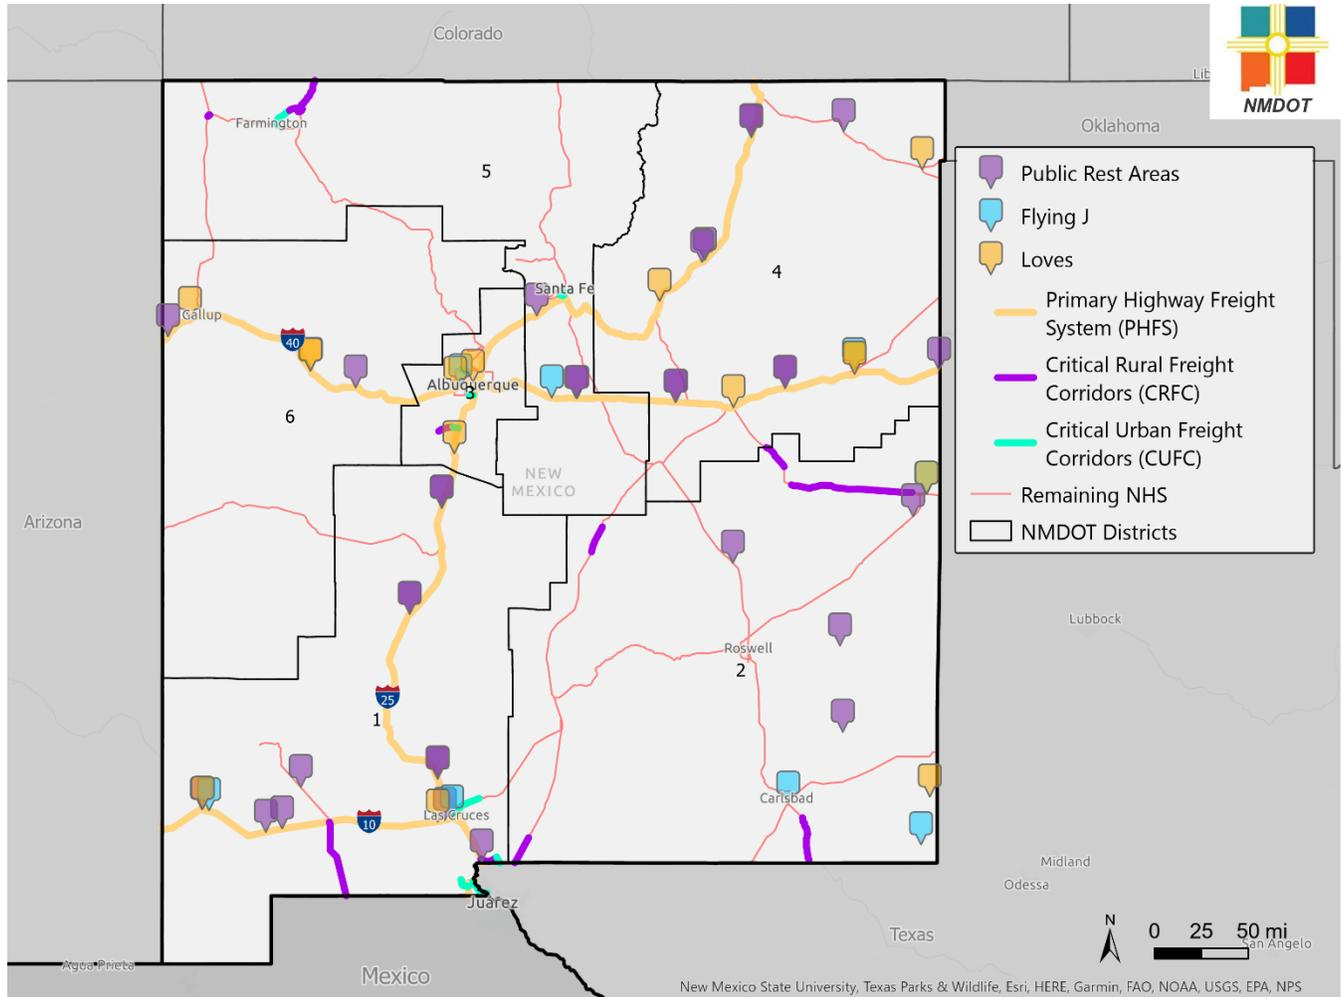 Colorado
Lib
NMDOT
Oklahoma
Farmington
5
4
Public Rest Areas
Flying J
Loves
Primary Highway Freight
System (PHFS)
Critical Rural Freight
Corridors (CRFC)
Critical Urban Freight
Corridors (CUFC)
Remaining NHS
NMDOT Districts
Santa Fe
Gallup
40
Albuquerque
3
6
NEW
MEXICO
Arizona
Lubbock
Roswell
2
25
1
Carlsbad
Las Cruces
10
Midland
Odessa
Juárez
Texas
N
0 25 50 mi
San Angelo
Agua Prieta
Mexico
New Mexico State University, Texas Parks & Wildlife, Esri, HERE, Garmin, FAO, NOAA, USGS, EPA, NPS